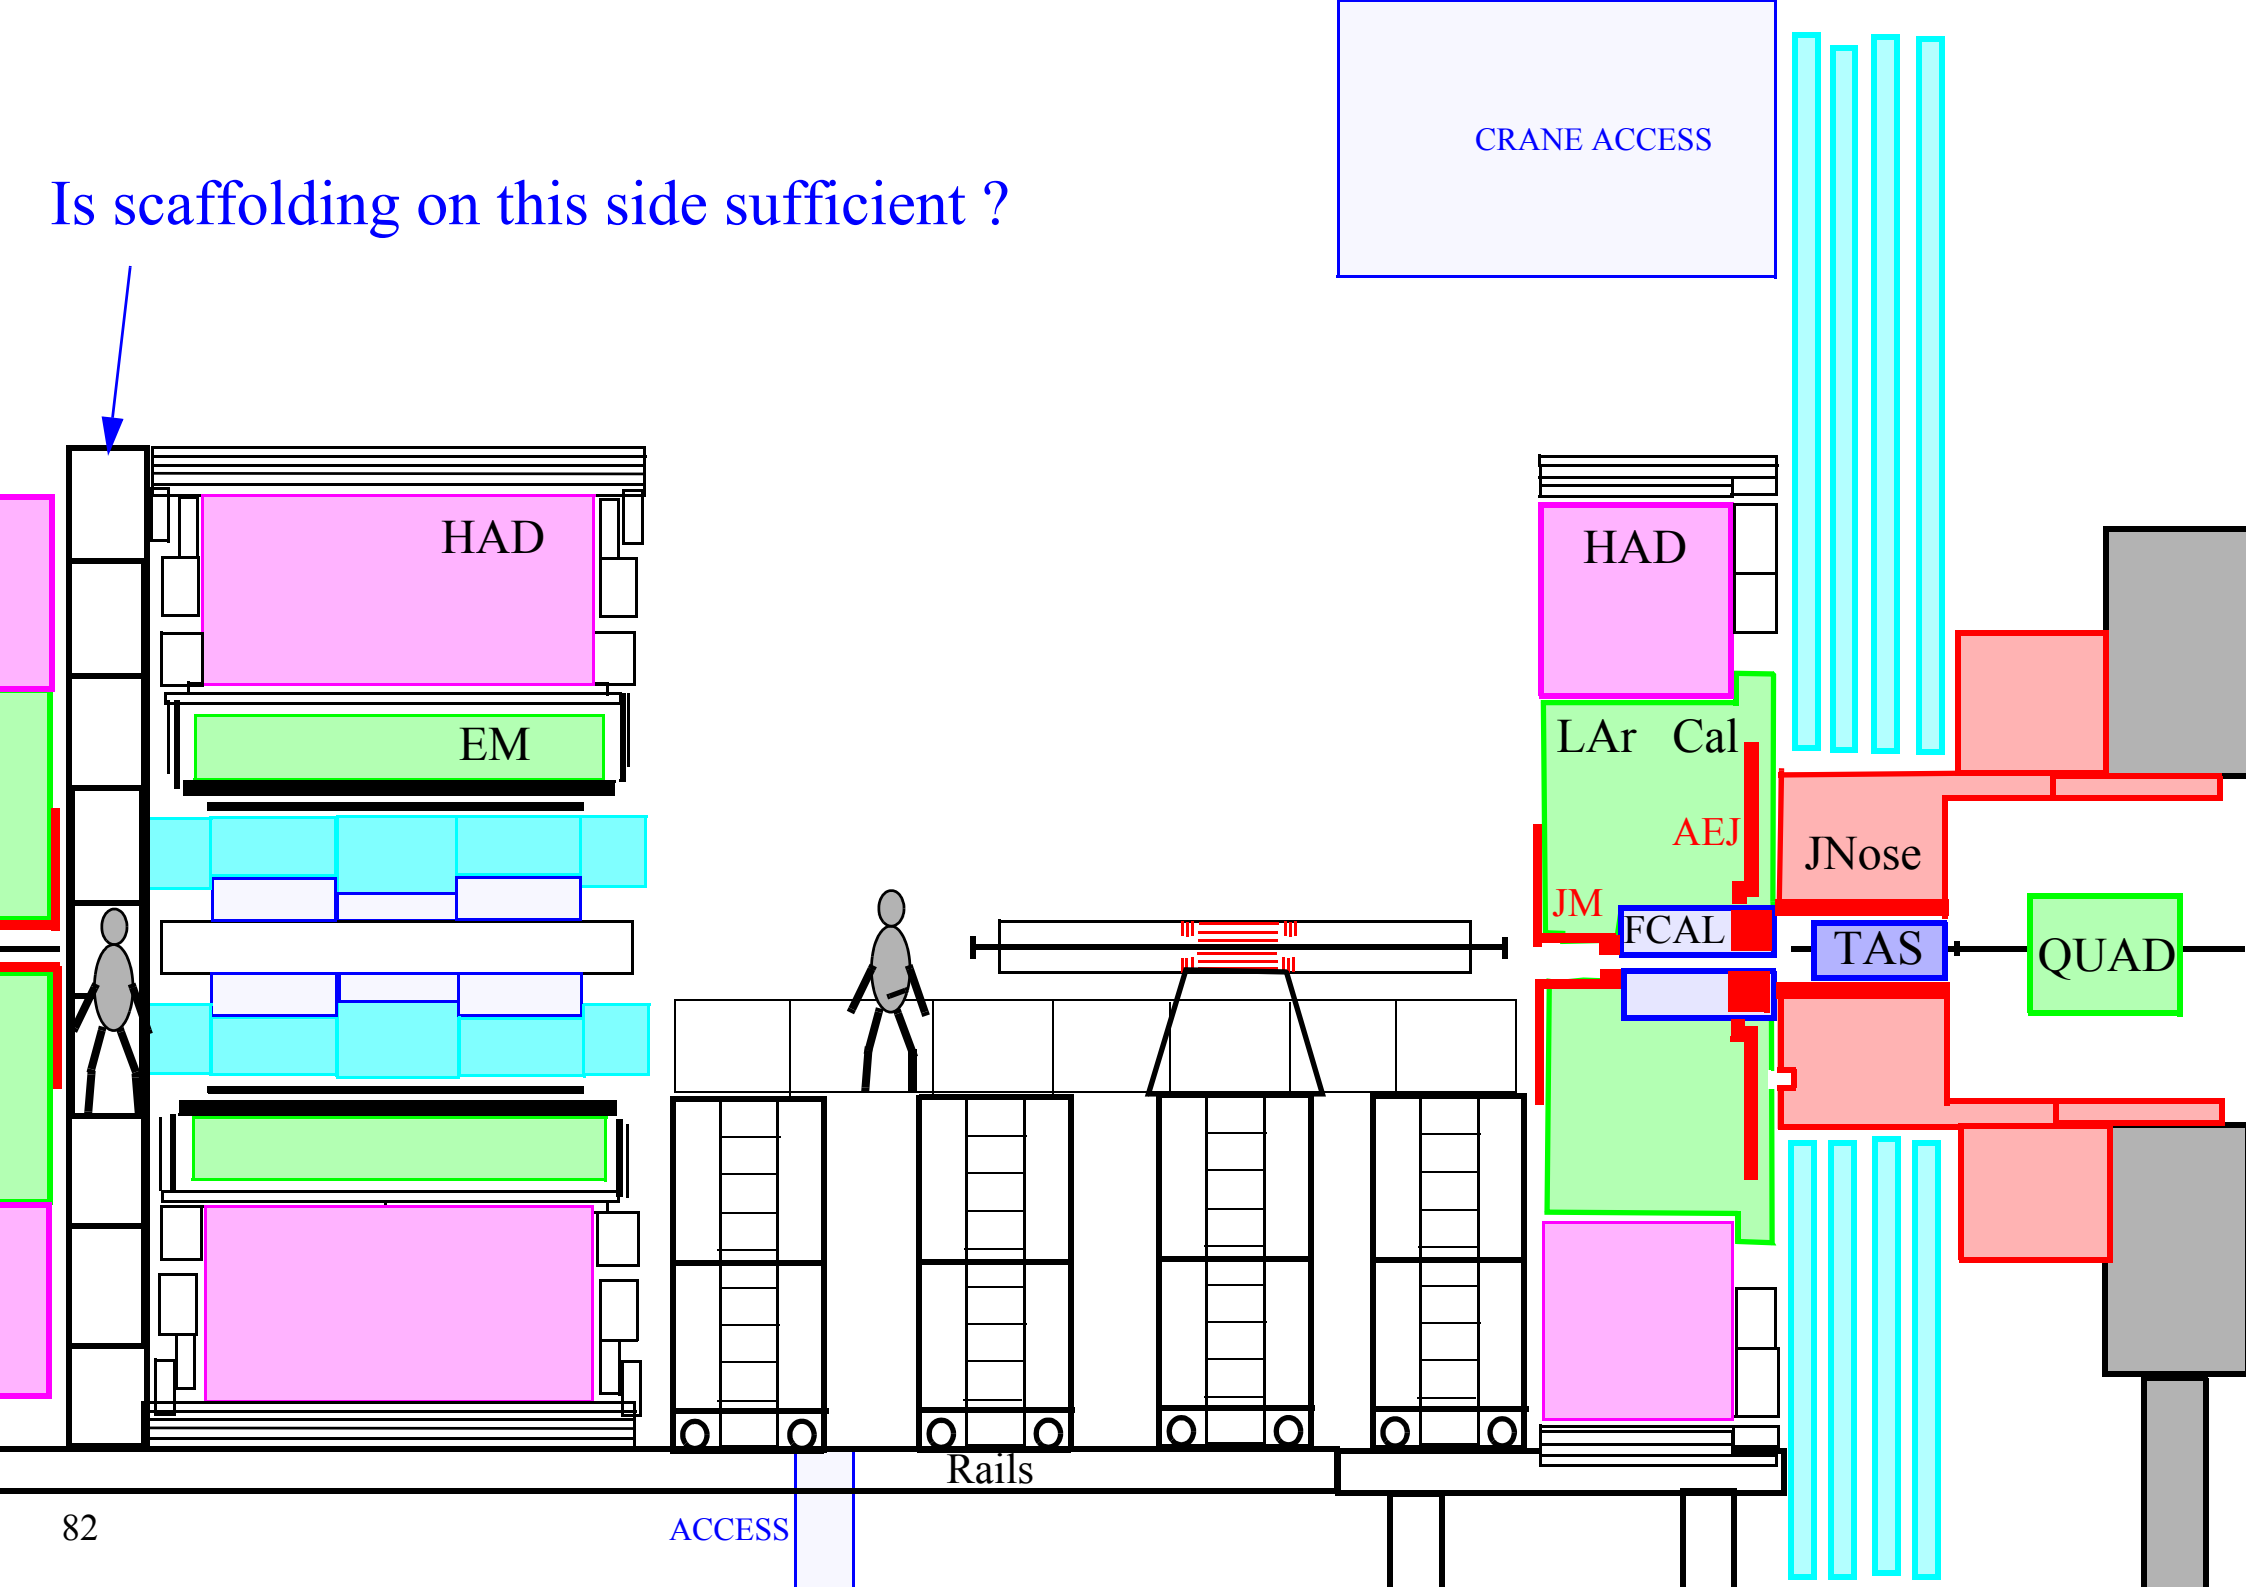 CRANE ACCESS
Is scaffolding on this side sufficient ?
HAD
HAD
EM
LAr Cal
AEJ
JNose
JM
FCAL
TAS
QUAD
Rails
82
ACCESS